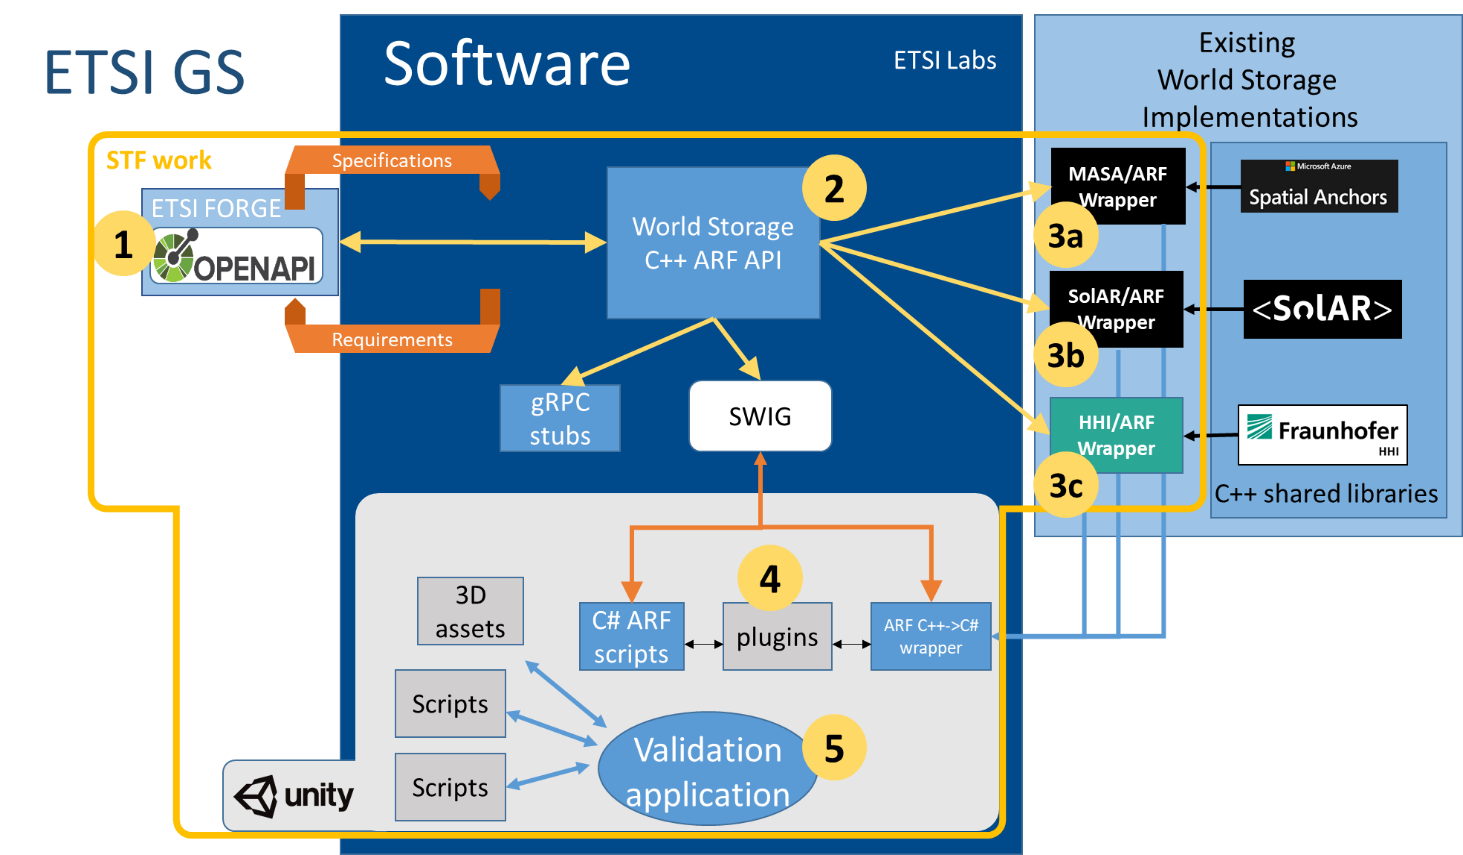 ETSI GS
Software
ETSI Labs
Existing
World Storage
Implementations
STF work
Specifications
ETSI FORGE
1
OPENAPI
Requirements
2
World Storage
C++ ARF API
MASA/ARF
Wrapper
3a
Microsoft Azure
Spatial Anchors
SolAR/ARF
Wrapper
3b
<SolAR>
HHI/ARF
Wrapper
3c
Fraunhofer
HHI
C++ shared libraries
gRPC
stubs
SWIG
4
3D
assets
C# ARF
scripts
plugins
ARF C++->C#
wrapper
Scripts
Scripts
Validation
application
5
unity